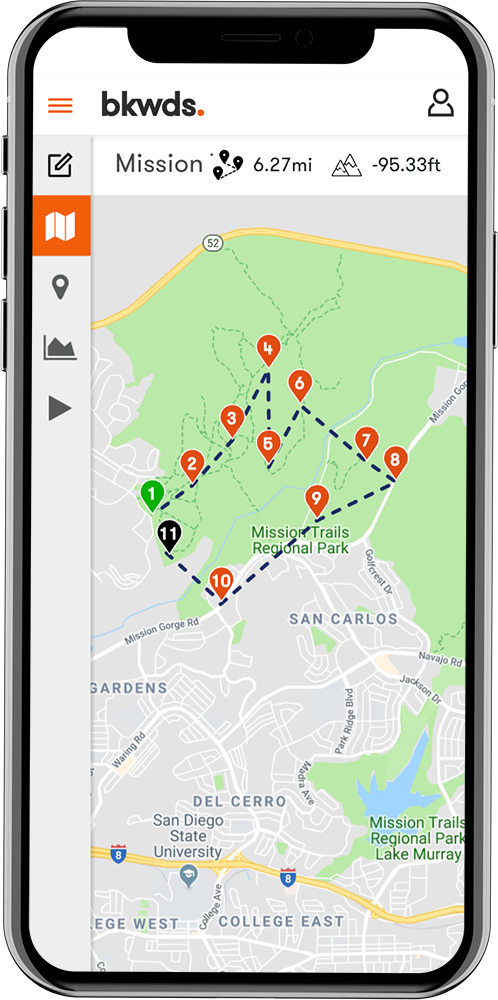 bkwds.
Mission
6.27mi
-95.33ft
52
4
6
3
7
5
8
2
1
9
11
Mission Gor
Mission Trails
Regional Park
10
Golfcrest Dr
SAN CARLOS
Mission Gorge Rd
Navajo Rd
GARDENS
Jackson Dr
Park Ridge Blvd
Waring Rd
Madra Ave
DEL CERRO
San Diego
State
University
Mission Trails
Regional Park
Lake Murray
8
8
College Ave
EGE WEST
COLLEGE EAST